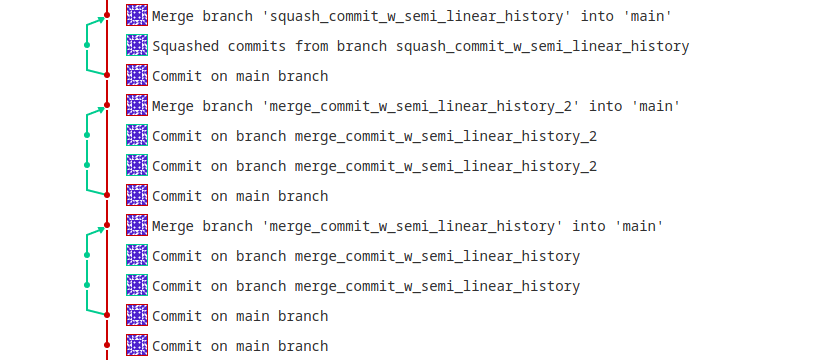 Merge branch 'squash_commit_w_semi_linear_history' into 'main'
Squashed commits from branch squash_commit_w_semi_linear_history
Commit on main branch
Merge branch 'merge_commit_w_semi_linear_history_2' into 'main'
Commit on branch merge_commit_w_semi_linear_history_2
Commit on branch merge_commit_w_semi_linear_history_2
Commit on main branch
Merge branch 'merge_commit_w_semi_linear_history' into 'main'
Commit on branch merge_commit_w_semi_linear_history
Commit on branch merge_commit_w_semi_linear_history
Commit on main branch
Commit on main branch